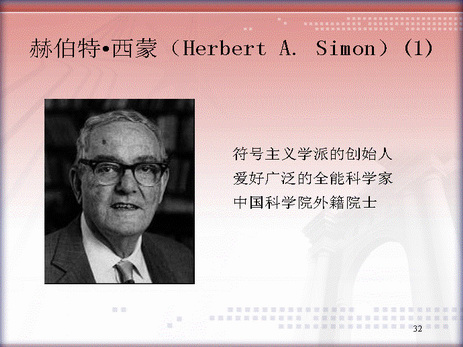 赫伯特•西蒙（Herbert A. Simon）(1)
符号主义学派的创始人
爱好广泛的全能科学家
中国科学院外籍院士
32